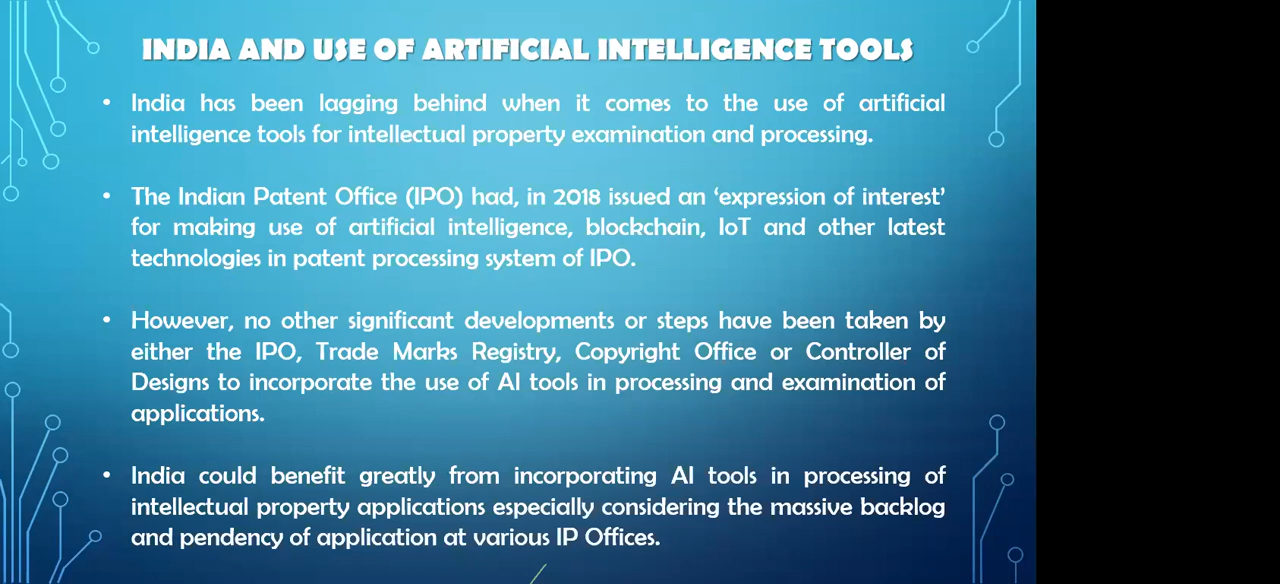 INDIA AND USE OF ARTIFICIAL INTELLIGENCE TOOLS
• India has been lagging behind when it comes to the use of artificial
intelligence tools for intellectual property examination and processing.
• The Indian Patent Office (IPO) had, in 2018 issued an ‘expression of interest’
for making use of artificial intelligence, blockchain, IoT and other latest
technologies in patent processing system of IPO.
• However, no other significant developments or steps have been taken by
either the IPO, Trade Marks Registry, Copyright Office or Controller of
Designs to incorporate the use of AI tools in processing and examination of
applications.
• India could benefit greatly from incorporating AI tools in processing of
intellectual property applications especially considering the massive backlog
and pendency of application at various IP Offices.